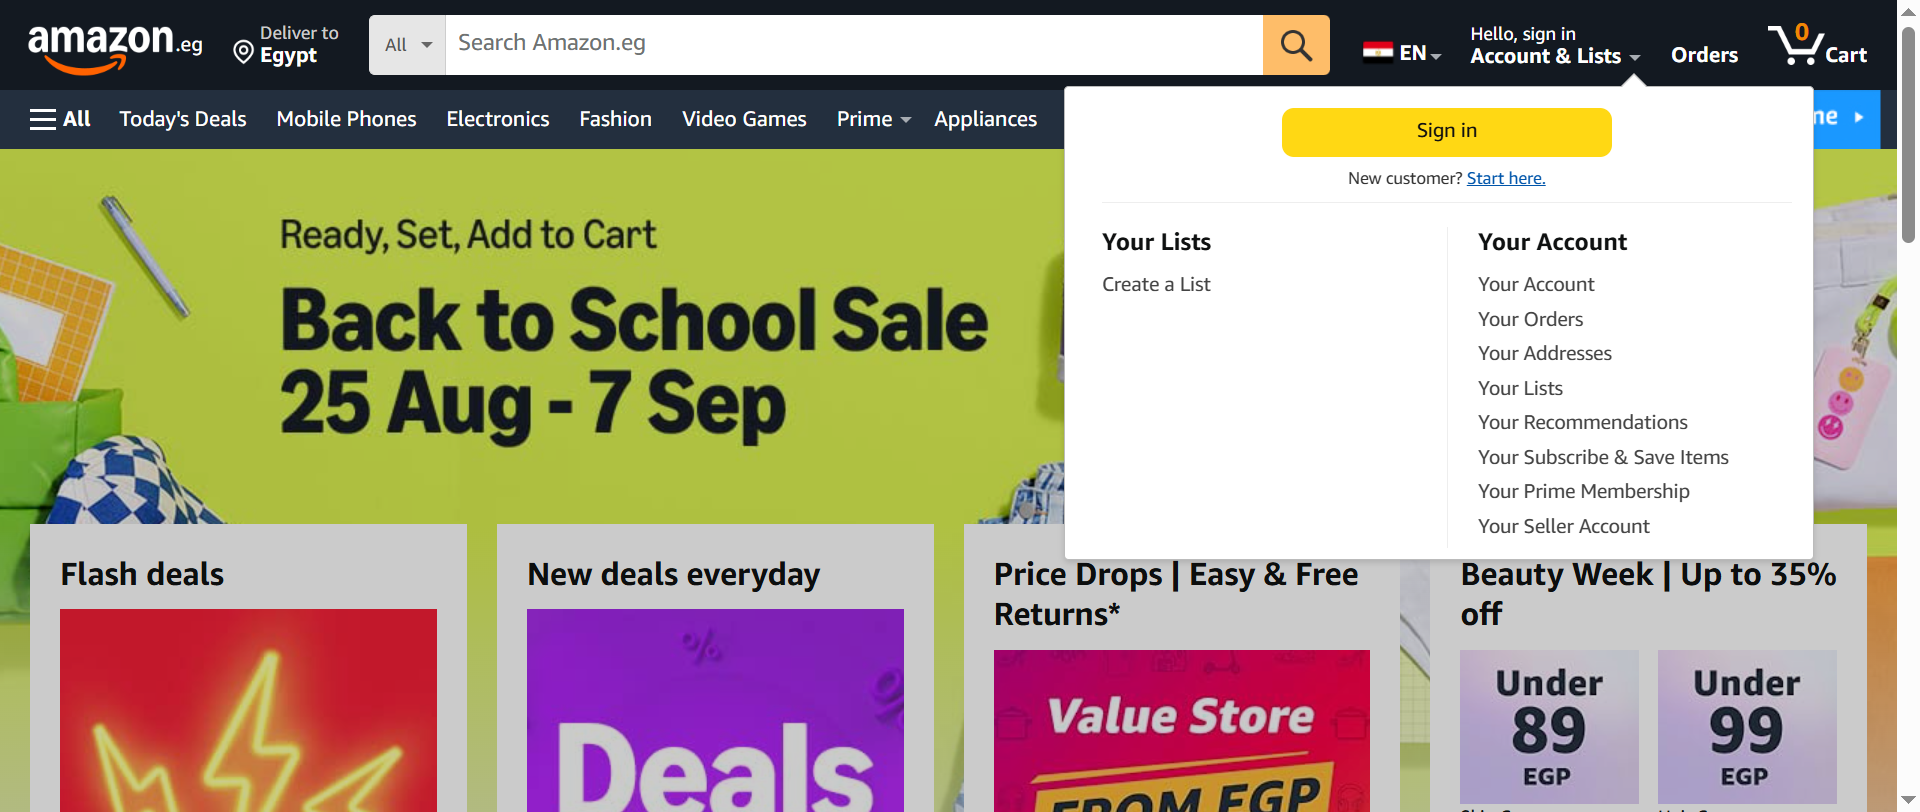 amazon.eg
Deliver to
Egypt
All
Search Amazon.eg
EN
Hello, sign in
Account & Lists
Orders
0
Cart
All
Today's Deals
Mobile Phones
Electronics
Fashion
Video Games
Prime
Appliances
Sign in
New customer? Start here.
Your Lists
Create a List
Your Account
Your Account
Your Orders
Your Addresses
Your Lists
Your Recommendations
Your Subscribe & Save Items
Your Prime Membership
Your Seller Account
Ready, Set, Add to Cart
Back to School Sale
25 Aug - 7 Sep
Flash deals
New deals everyday
%
%
Deals
Price Drops | Easy & Free
Returns*
Value Store
FROM EGP
Beauty Week | Up to 35%
off
Under
89
EGP
Under
99
EGP